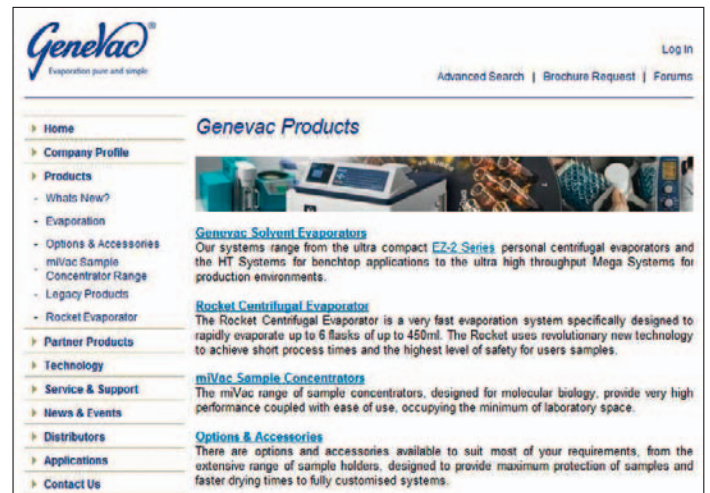 GeneVac®
Evaporation pure and simple
Log In
Advanced Search | Brochure Request | Forums
Home
Company Profile
Products
- Whats New?
- Evaporation
- Options & Accessories
- miVac Sample
Concentrator Range
- Legacy Products
- Rocket Evaporator
Partner Products
Technology
Service & Support
News & Events
Distributors
Applications
Contact Us
Genevac Products
Genevac Solvent Evaporators
Our systems range from the ultra compact EZ-2 Series personal centrifugal evaporators and
the HT Systems for benchtop applications to the ultra high throughput Mega Systems for
production environments.
Rocket Centrifugal Evaporator
The Rocket Centrifugal Evaporator is a very fast evaporation system specifically designed to
rapidly evaporate up to 6 flasks of up to 450ml. The Rocket uses revolutionary new technology
to achieve short process times and the highest level of safety for users samples.
miVac Sample Concentrators
The miVac range of sample concentrators, designed for molecular biology, provide very high
performance coupled with ease of use, occupying the minimum of laboratory space.
Options & Accessories
There are options and accessories available to suit most of your requirements, from the
extensive range of sample holders, designed to provide maximum protection of samples and
faster drying times to fully customised systems.